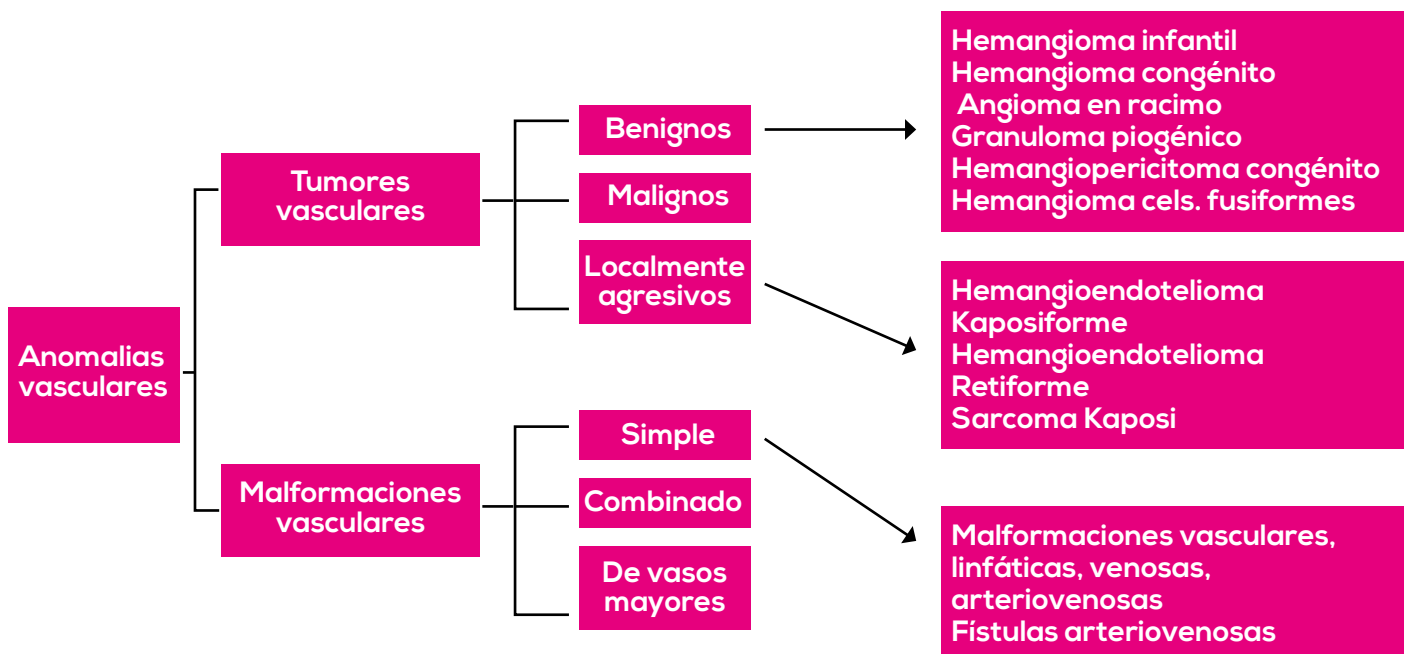 Anomalias
vasculares
Tumores
vasculares
Benignos
Malignos
Localmente
agresivos
Hemangioma infantil
Hemangioma congénito
Angioma en racimo
Granuloma piogénico
Hemangiopericitoma congénito
Hemangioma cels. fusiformes
Hemangioendotelioma
Kaposiforme
Hemangioendotelioma
Retiforme
Sarcoma Kaposi
Malformaciones
vasculares
Simple
Combinado
De vasos
mayores
Malformaciones vasculares,
linfáticas, venosas,
arteriovenosas
Fístulas arteriovenosas